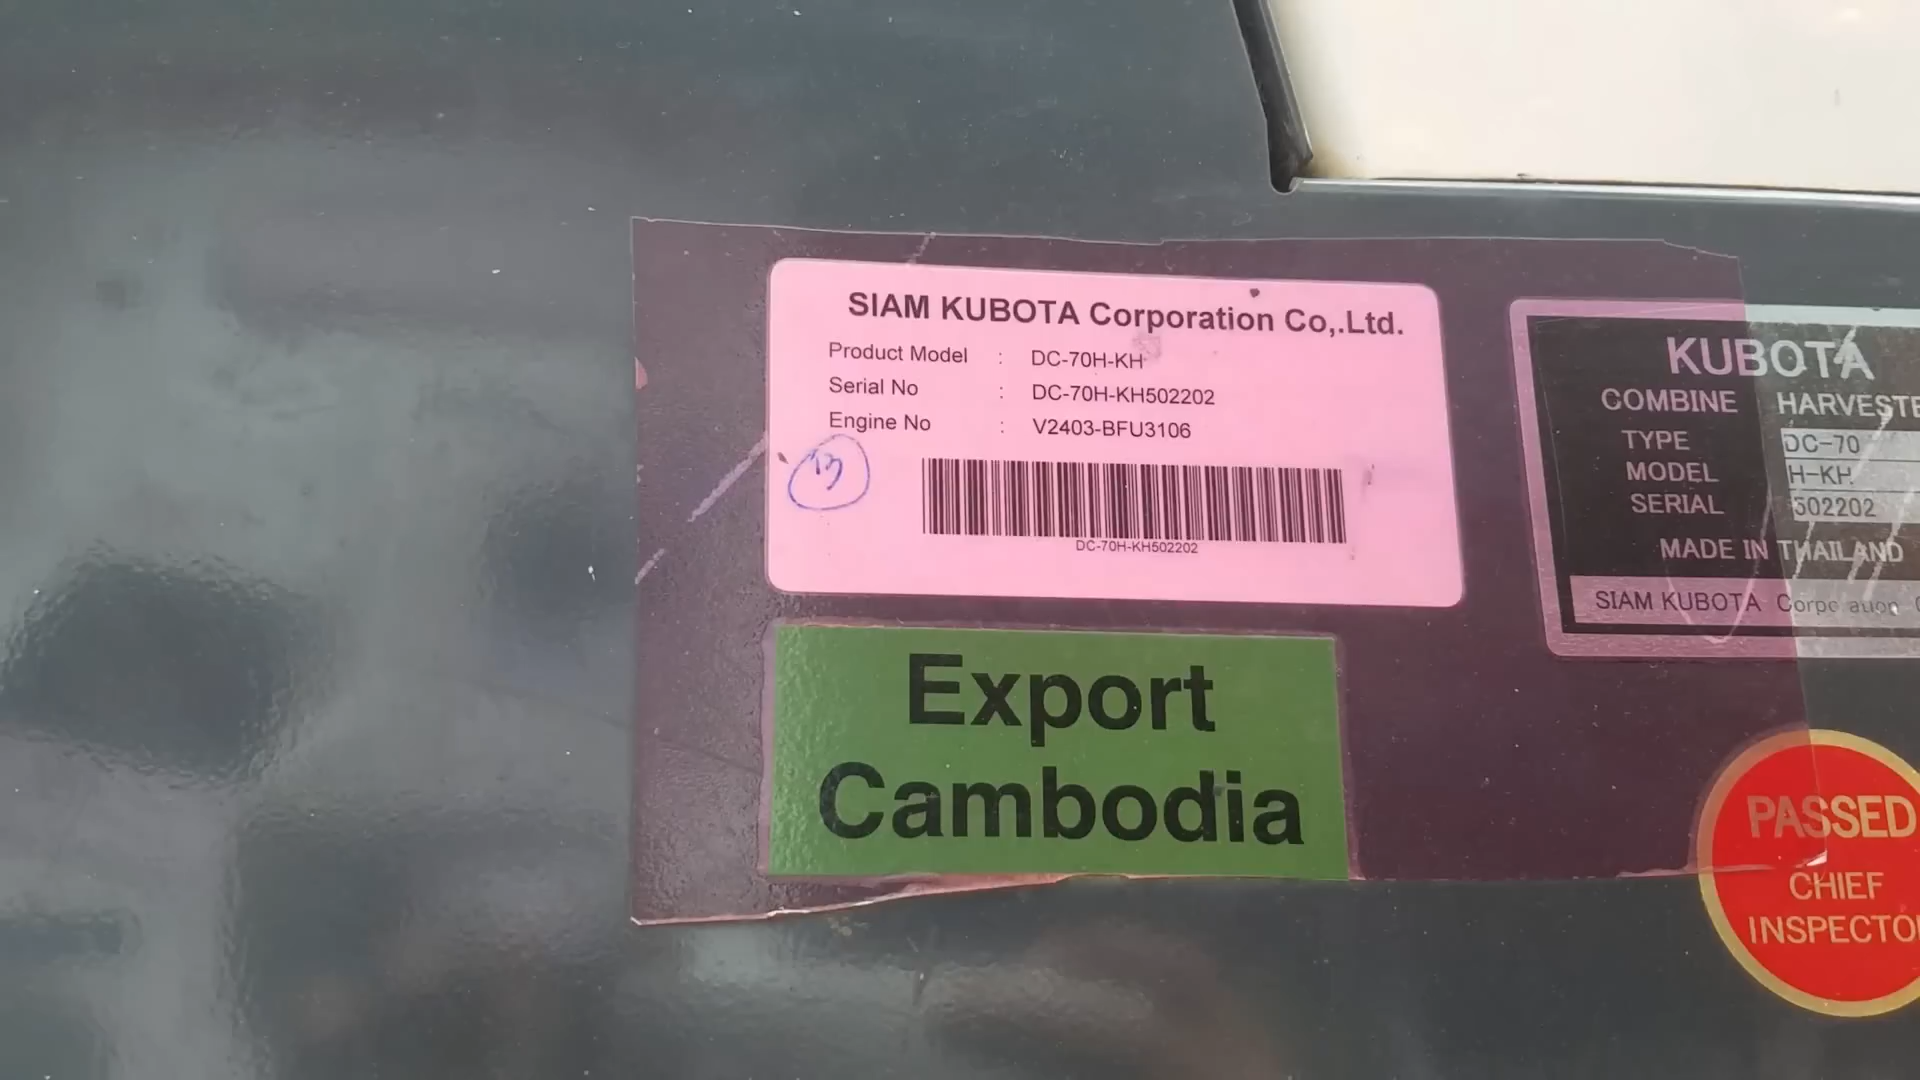 SIAM KUBOTA Corporation Co,.Ltd.
Product Model : DC-70H-KH
Serial No : DC-70H-KH502202
Engine No : V2403-BFU3106
13
DC-70H-KH502202
Export
Cambodia
KUBOTA
COMBINE HARVESTE
TYPE DC-70
MODEL H-KH
SERIAL 502202
MADE IN THAILAND
SIAM KUBOTA Corporation
PASSED
CHIEF
INSPECTO